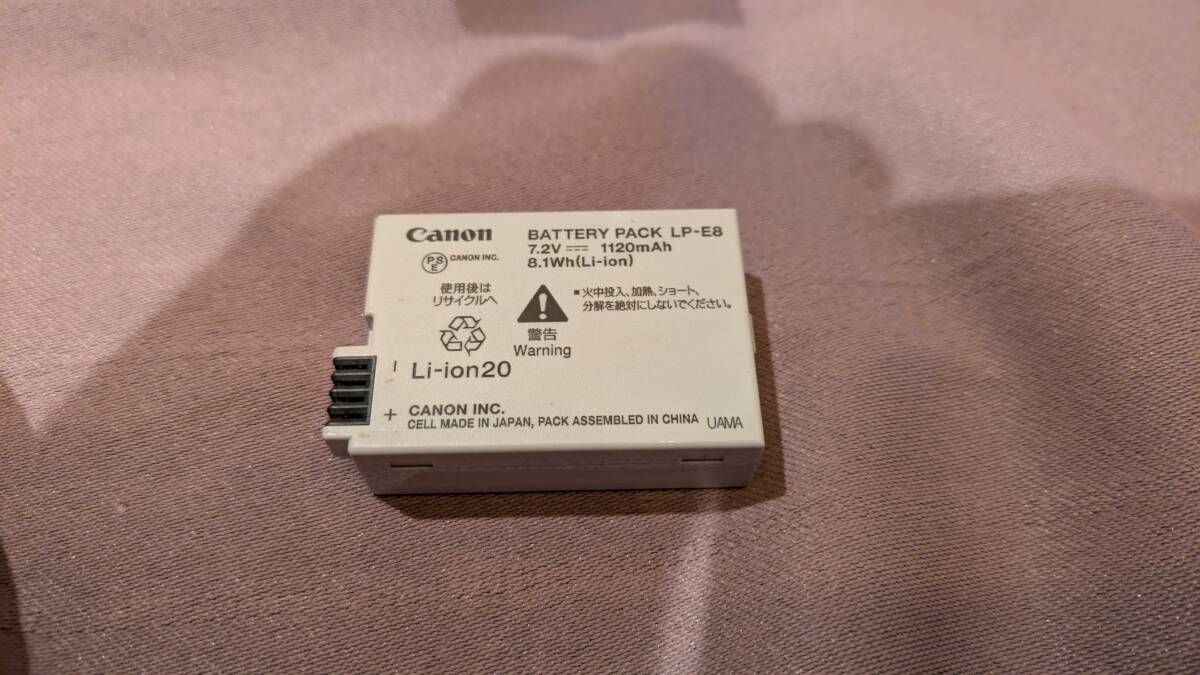 Canon
BATTERY PACK LP-E8
7.2V ⎓ 1120mAh
8.1Wh(Li-ion)
PS
E
CANON INC.
使用後は
リサイクルへ
■火中投入、加熱、ショート、
分解を絶対にしないでください。
警告
Warning
−
Li-ion20
+
CANON INC.
CELL MADE IN JAPAN, PACK ASSEMBLED IN CHINA
UAMA